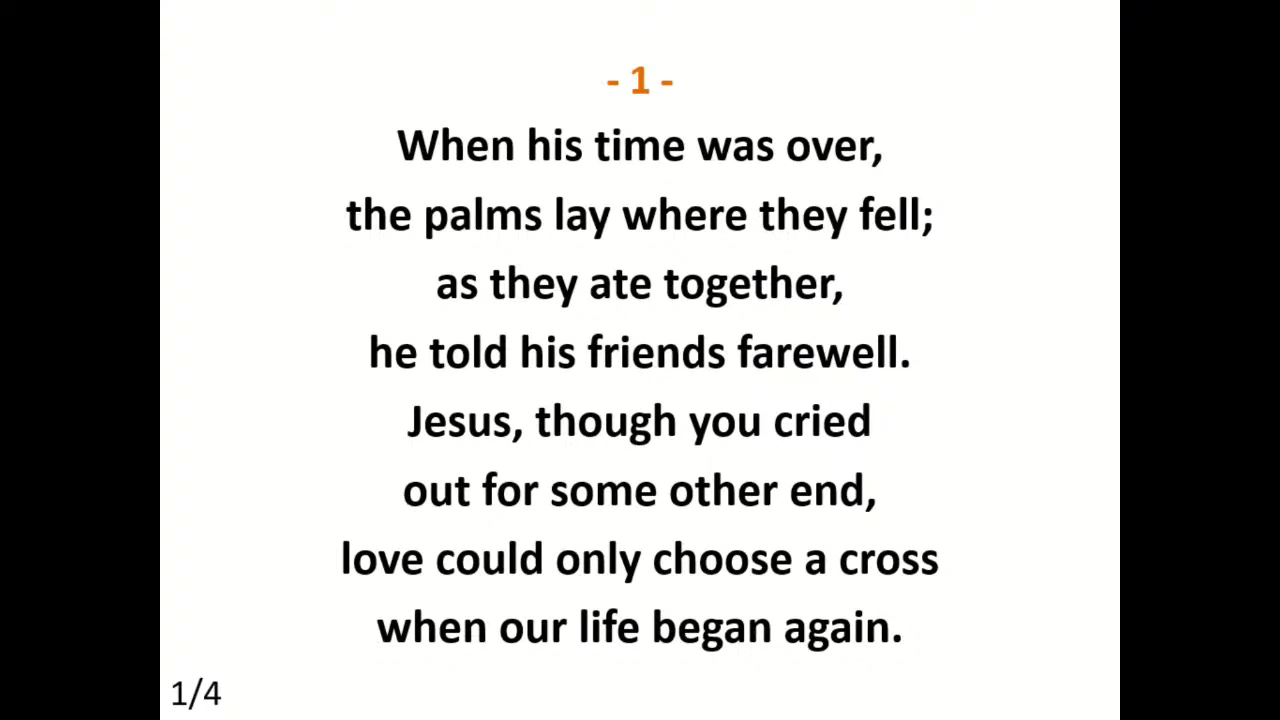 - 1 -
When his time was over,
the palms lay where they fell;
as they ate together,
he told his friends farewell.
Jesus, though you cried
out for some other end,
love could only choose a cross
when our life began again.
1/4